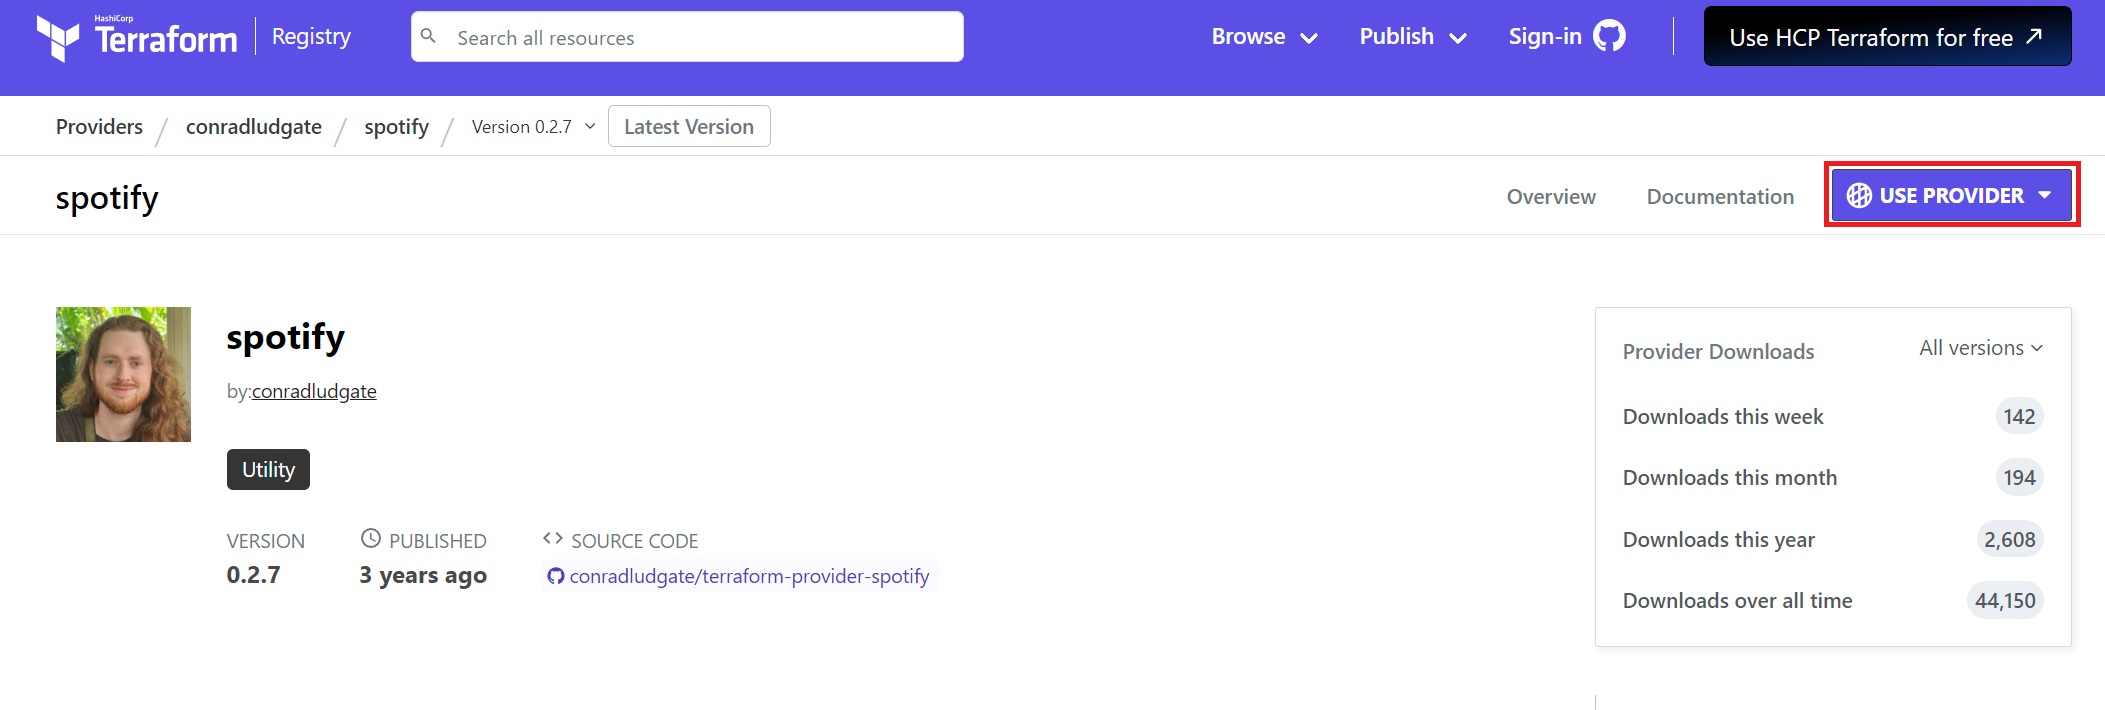 HashiCorp
Terraform
Registry
Search all resources
Browse
Publish
Sign-in
Use HCP Terraform for free
Providers / conradludgate / spotify / Version 0.2.7
Latest Version
spotify
Overview
Documentation
USE PROVIDER
spotify
by:conradludgate
Utility
VERSION
0.2.7
PUBLISHED
3 years ago
SOURCE CODE
conradludgate/terraform-provider-spotify
Provider Downloads
All versions
Downloads this week 142
Downloads this month 194
Downloads this year 2,608
Downloads over all time 44,150